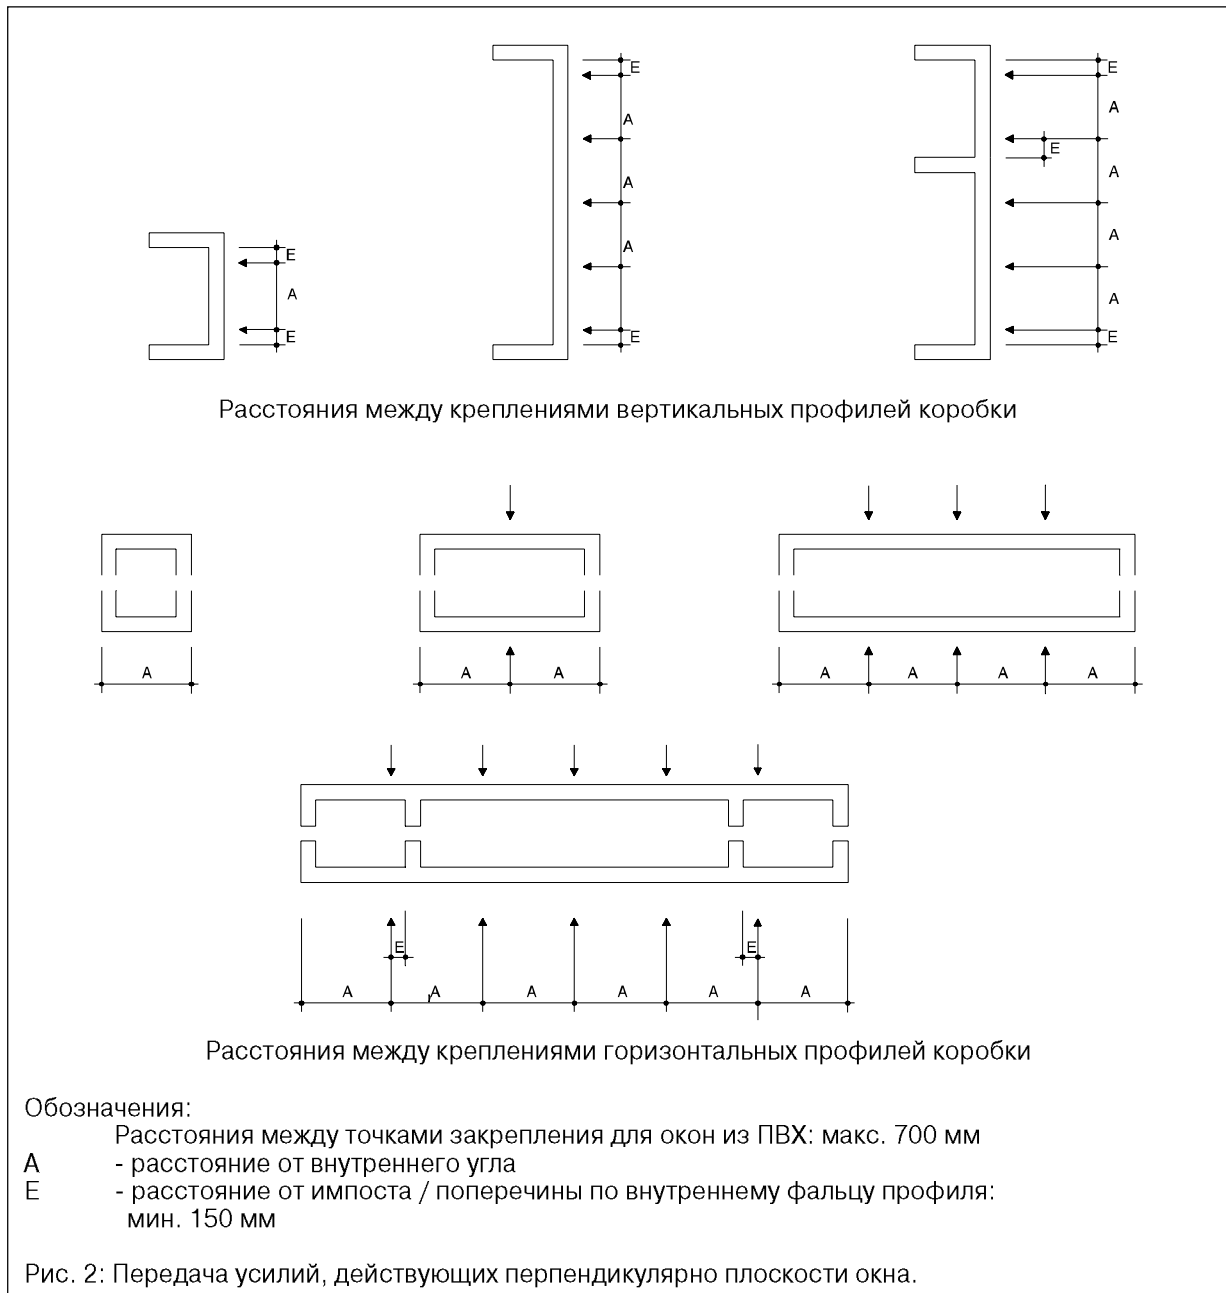 E
A
A
A
E
E
A
E
A
A
A
E
E
A
E
Расстояния между креплениями вертикальных профилей коробки
A
A A
A A A A
E E
A A A A A A
Расстояния между креплениями горизонтальных профилей коробки
Обозначения:
Расстояния между точками закрепления для окон из ПВХ: макс. 700 мм
A - расстояние от внутреннего угла
E - расстояние от импоста / поперечины по внутреннему фальцу профиля:
мин. 150 мм
Рис. 2: Передача усилий, действующих перпендикулярно плоскости окна.